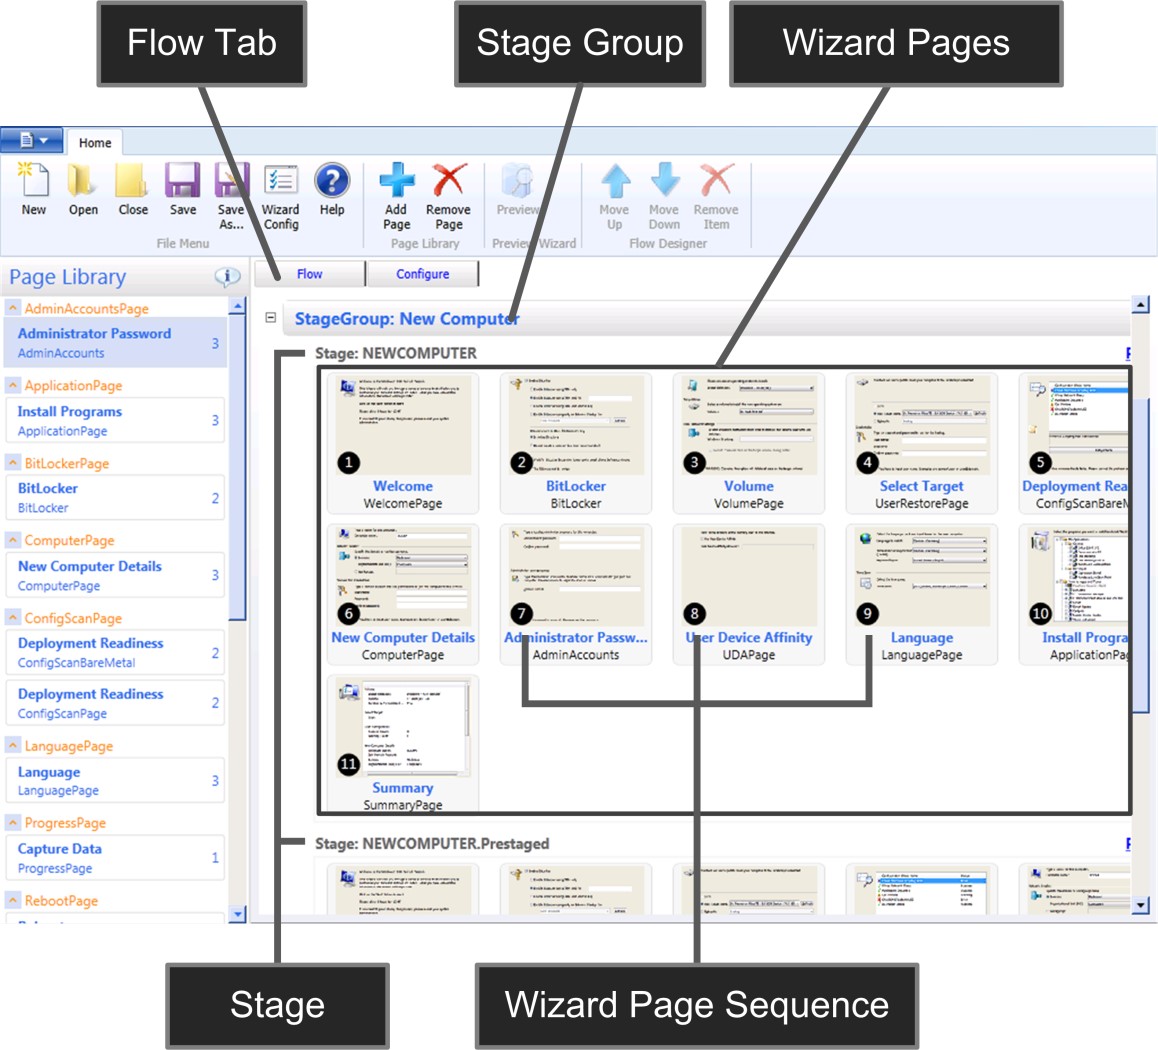 Flow Tab
Stage Group
Wizard Pages
Home
New
Open
Close
Save
Save As...
Wizard Config
Help
Add Page
Remove Page
Preview
Move Up
Move Down
Remove Item
File Menu
Page Library
Preview Wizard
Flow Designer
Page Library
Flow
Configure
AdminAccountsPage
Administrator Password
AdminAccounts
3
ApplicationPage
Install Programs
ApplicationPage
3
BitLockerPage
BitLocker
BitLocker
2
ComputerPage
New Computer Details
ComputerPage
3
ConfigScanPage
Deployment Readiness
ConfigScanBareMetal
2
Deployment Readiness
ConfigScanPage
2
LanguagePage
Language
LanguagePage
3
ProgressPage
Capture Data
ProgressPage
1
RebootPage
StageGroup: New Computer
Stage: NEWCOMPUTER
1
Welcome
WelcomePage
2
BitLocker
BitLocker
3
Volume
VolumePage
4
Select Target
UserRestorePage
5
Deployment Rea
ConfigScanBareM
6
New Computer Details
ComputerPage
7
Administrator Passw...
AdminAccounts
8
User Device Affinity
UDAPage
9
Language
LanguagePage
10
Install Progra
ApplicationPag
11
Summary
SummaryPage
Stage: NEWCOMPUTER.Prestaged
Stage
Wizard Page Sequence